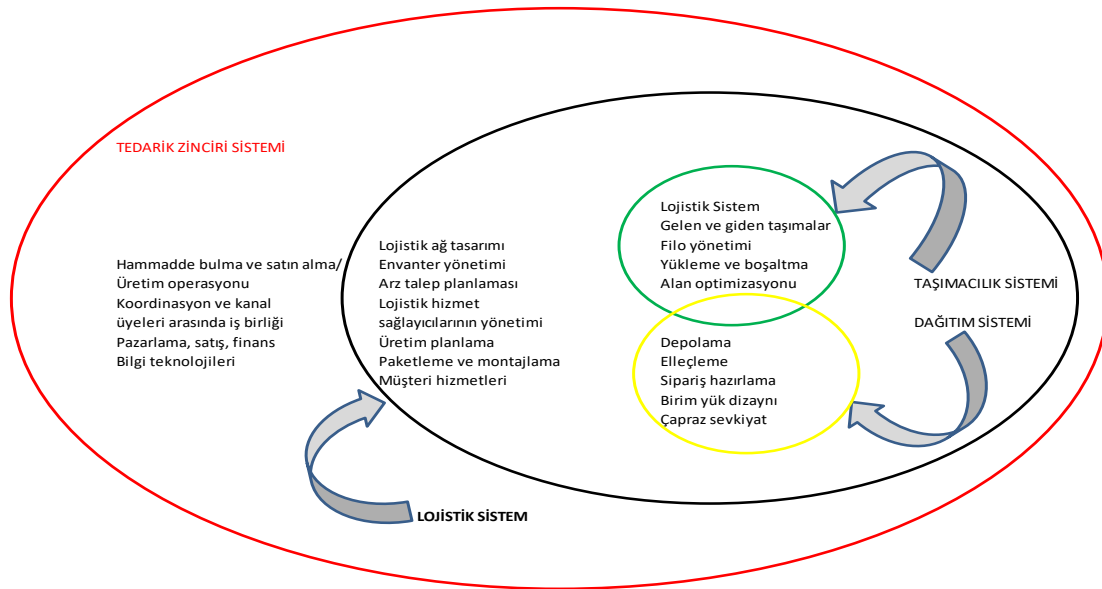 TEDARİK ZİNCİRİ SİSTEMİ
Hammadde bulma ve satın alma/
Üretim operasyonu
Koordinasyon ve kanal
üyeleri arasında iş birliği
Pazarlama, satış, finans
Bilgi teknolojileri
Lojistik ağ tasarımı
Envanter yönetimi
Arz talep planlaması
Lojistik hizmet
sağlayıcılarının yönetimi
Üretim planlama
Paketleme ve montajlama
Müşteri hizmetleri
Lojistik Sistem
Gelen ve giden taşımalar
Filo yönetimi
Yükleme ve boşaltma
Alan optimizasyonu
Depolama
Elleçleme
Sipariş hazırlama
Birim yük dizaynı
Çapraz sevkiyat
TAŞIMACILIK SİSTEMİ
DAĞITIM SİSTEMİ
LOJİSTİK SİSTEM